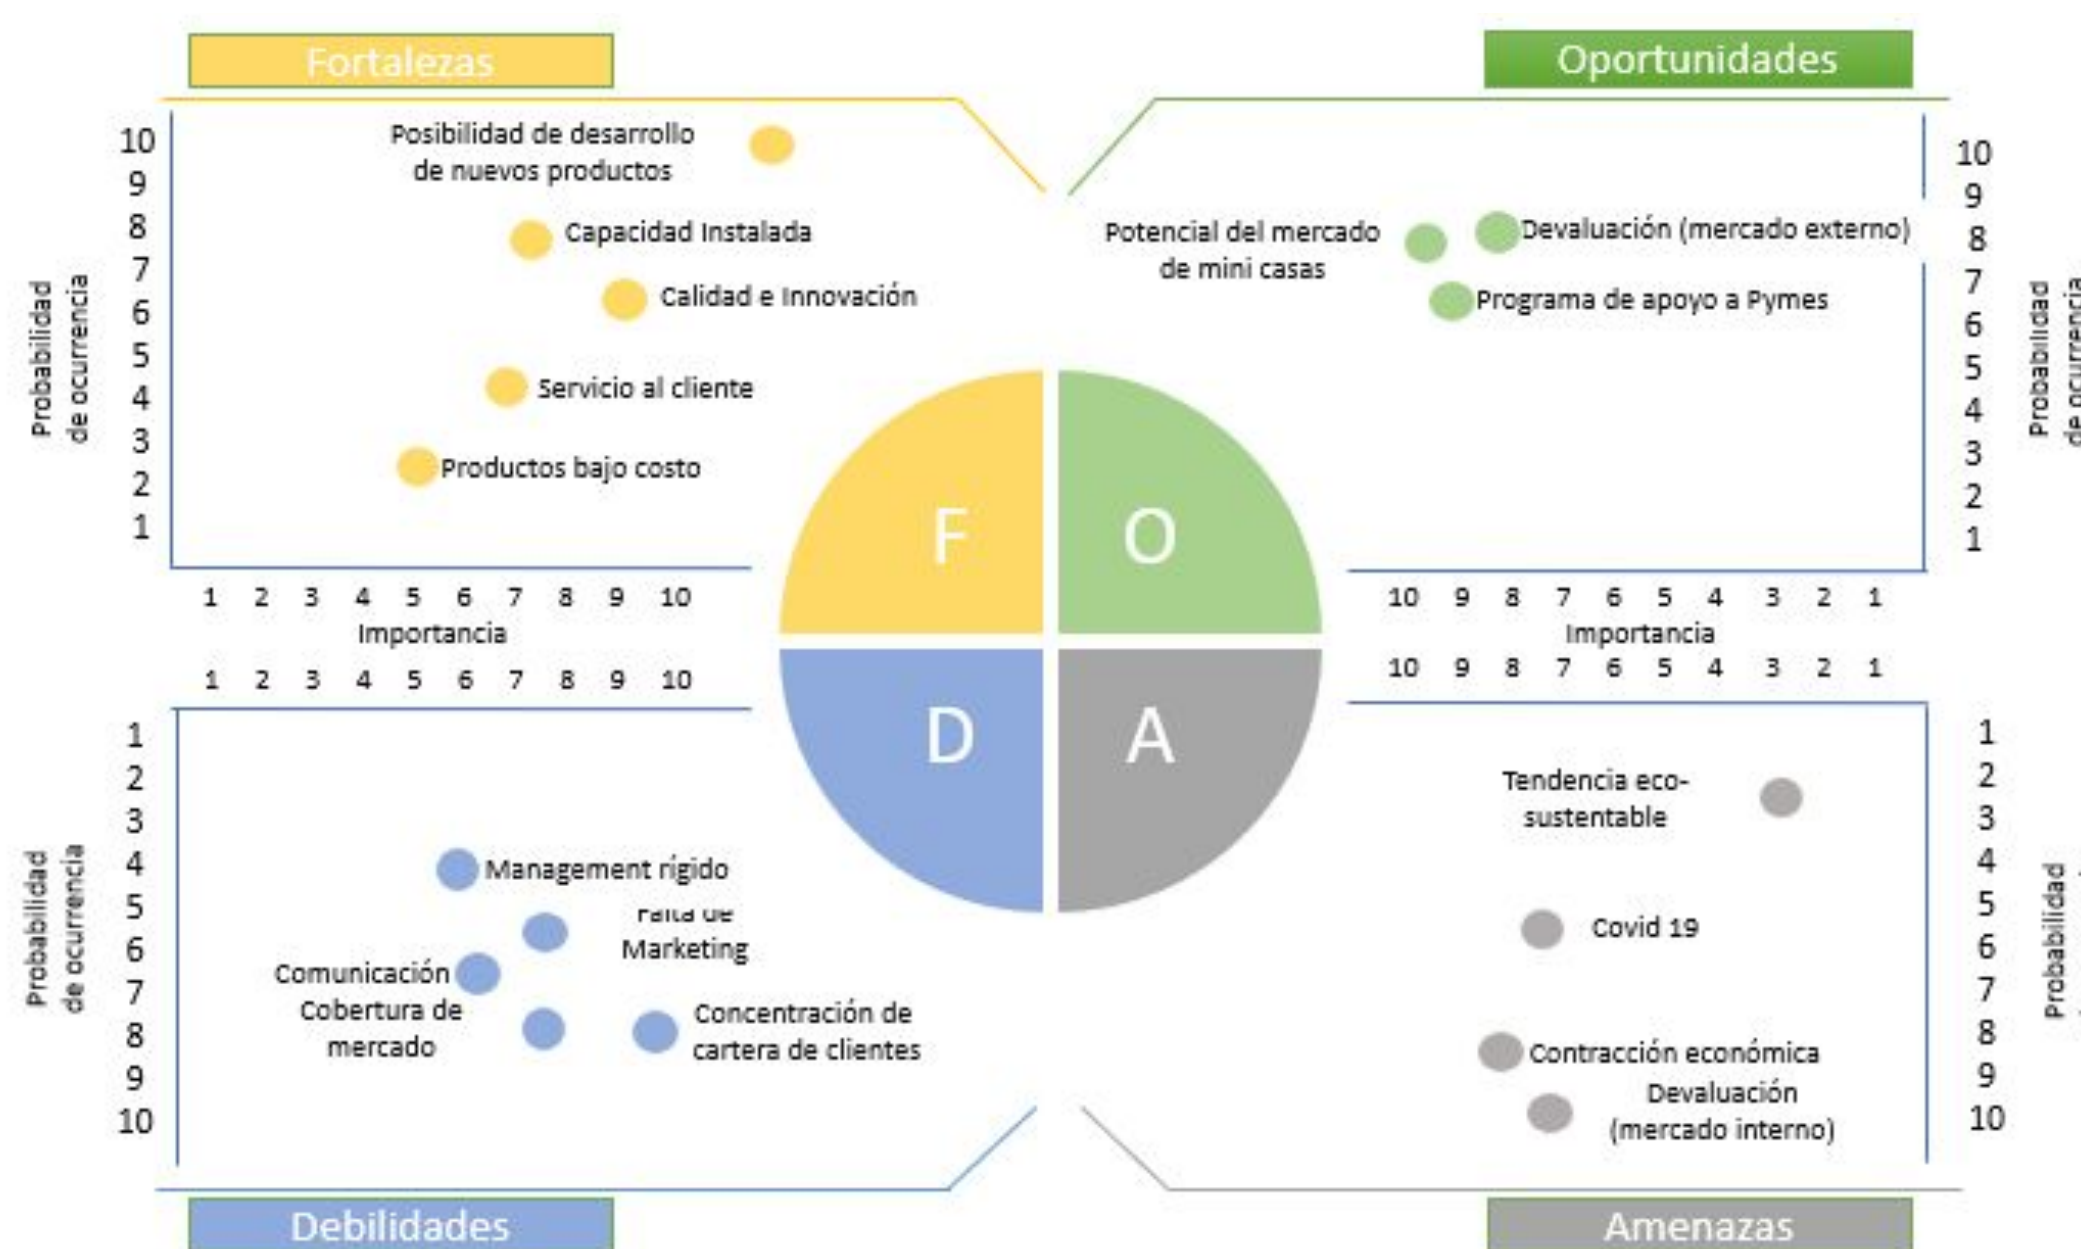 Fortalezas
Oportunidades
10
9
8
7
6
5
4
3
2
1
Probabilidad
de ocurrencia
Posibilidad de desarrollo
de nuevos productos
Capacidad Instalada
Calidad e Innovación
Servicio al cliente
Productos bajo costo
1 2 3 4 5 6 7 8 9 10
Importancia
Potencial del mercado
de mini casas
Devaluación (mercado externo)
Programa de apoyo a Pymes
10
9
8
7
6
5
4
3
2
1
Probabilidad
de ocurrencia
10 9 8 7 6 5 4 3 2 1
Importancia
F
O
D
A
1 2 3 4 5 6 7 8 9 10
1
2
3
4
5
6
7
8
9
10
Probabilidad
de ocurrencia
Management rígido
Falta de
Marketing
Comunicación
Cobertura de
mercado
Concentración de
cartera de clientes
10 9 8 7 6 5 4 3 2 1
Tendencia eco-
sustentable
Covid 19
Contracción económica
Devaluación
(mercado interno)
1
2
3
4
5
6
7
8
9
10
Probabilidad
Debilidades
Amenazas